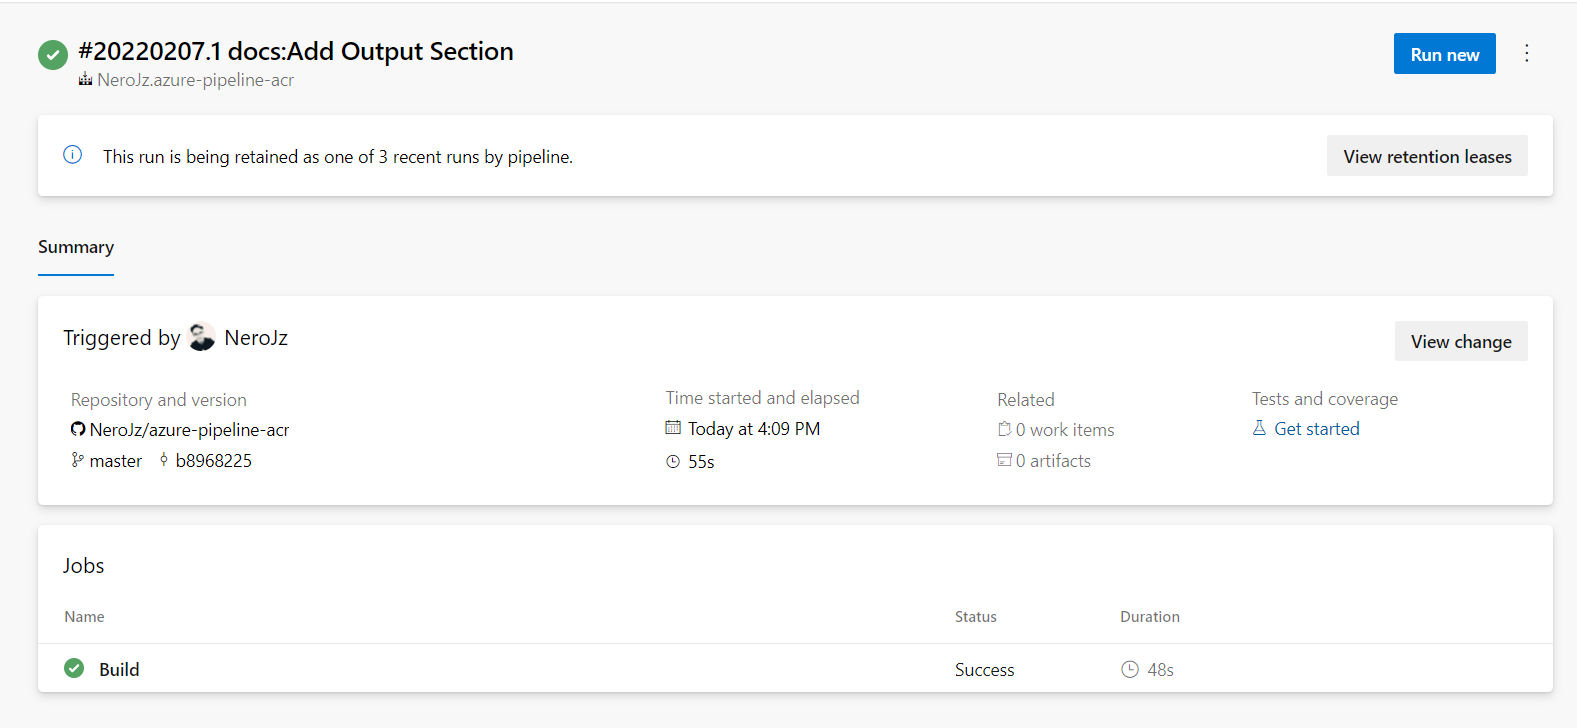 #20220207.1 docs:Add Output Section
NeroJz.azure-pipeline-acr
Run new
This run is being retained as one of 3 recent runs by pipeline.
View retention leases
Summary
Triggered by NeroJz
View change
Repository and version
NeroJz/azure-pipeline-acr
master b8968225
Time started and elapsed
Today at 4:09 PM
55s
Related
0 work items
0 artifacts
Tests and coverage
Get started
Jobs
Name Status Duration
Build Success 48s